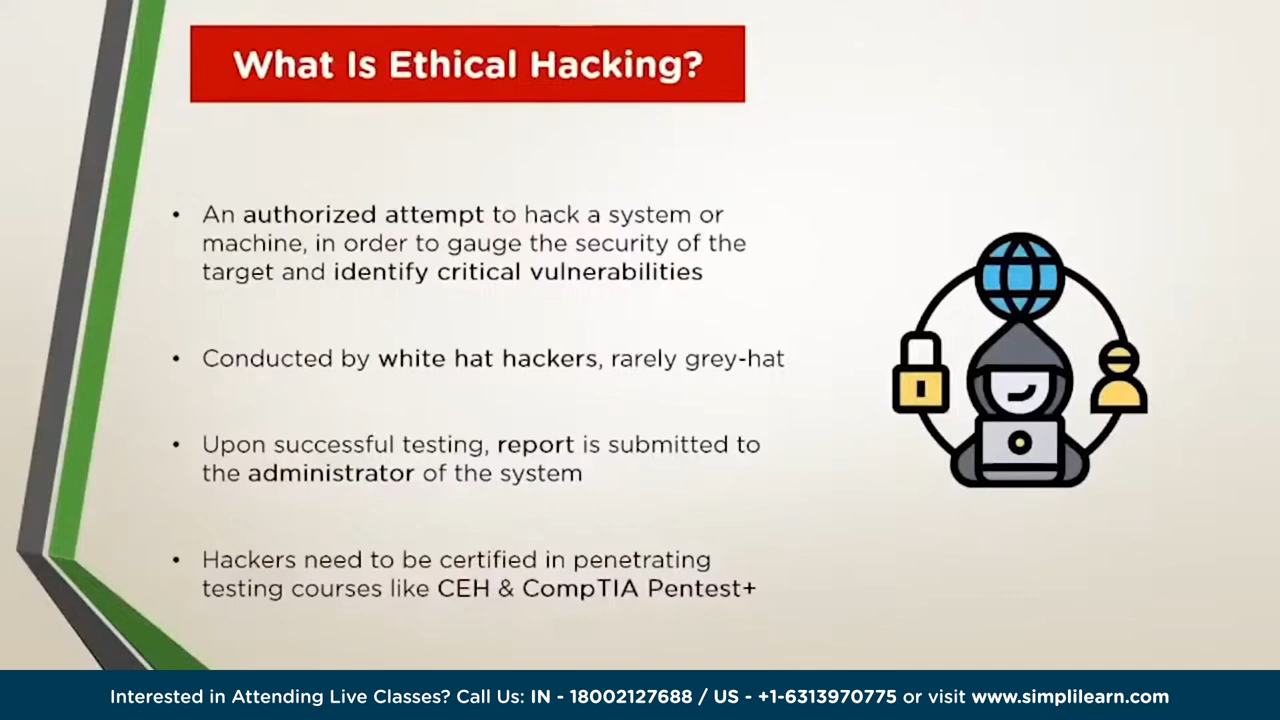 What Is Ethical Hacking?
• An authorized attempt to hack a system or
machine, in order to gauge the security of the
target and identify critical vulnerabilities
• Conducted by white hat hackers, rarely grey-hat
• Upon successful testing, report is submitted to
the administrator of the system
• Hackers need to be certified in penetrating
testing courses like CEH & CompTIA Pentest+
Interested in Attending Live Classes? Call Us: IN - 18002127688 / US - +1-6313970775 or visit www.simplilearn.com